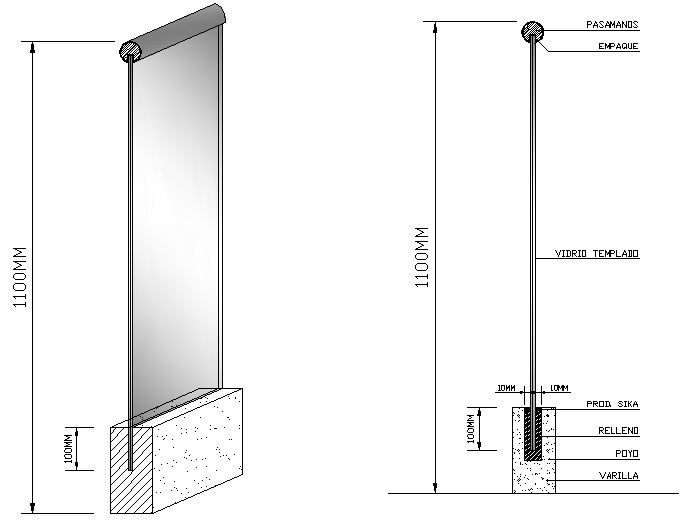 1100MM
100MM
1100MM
PASAMANOS
EMPAQUE
VIDRIO TEMPLADO
10MM
10MM
100MM
PROD. SIKA
RELLENO
POYO
VARILLA